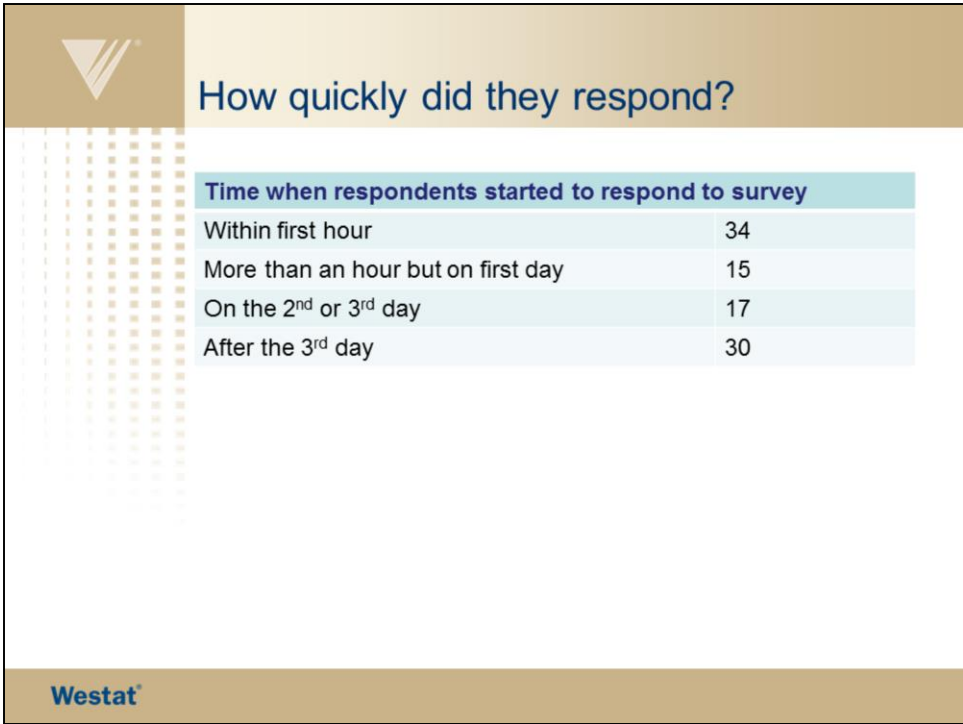 How quickly did they respond?
Time when respondents started to respond to survey
Within first hour 34
More than an hour but on first day 15
On the 2nd or 3rd day 17
After the 3rd day 30
Westat®